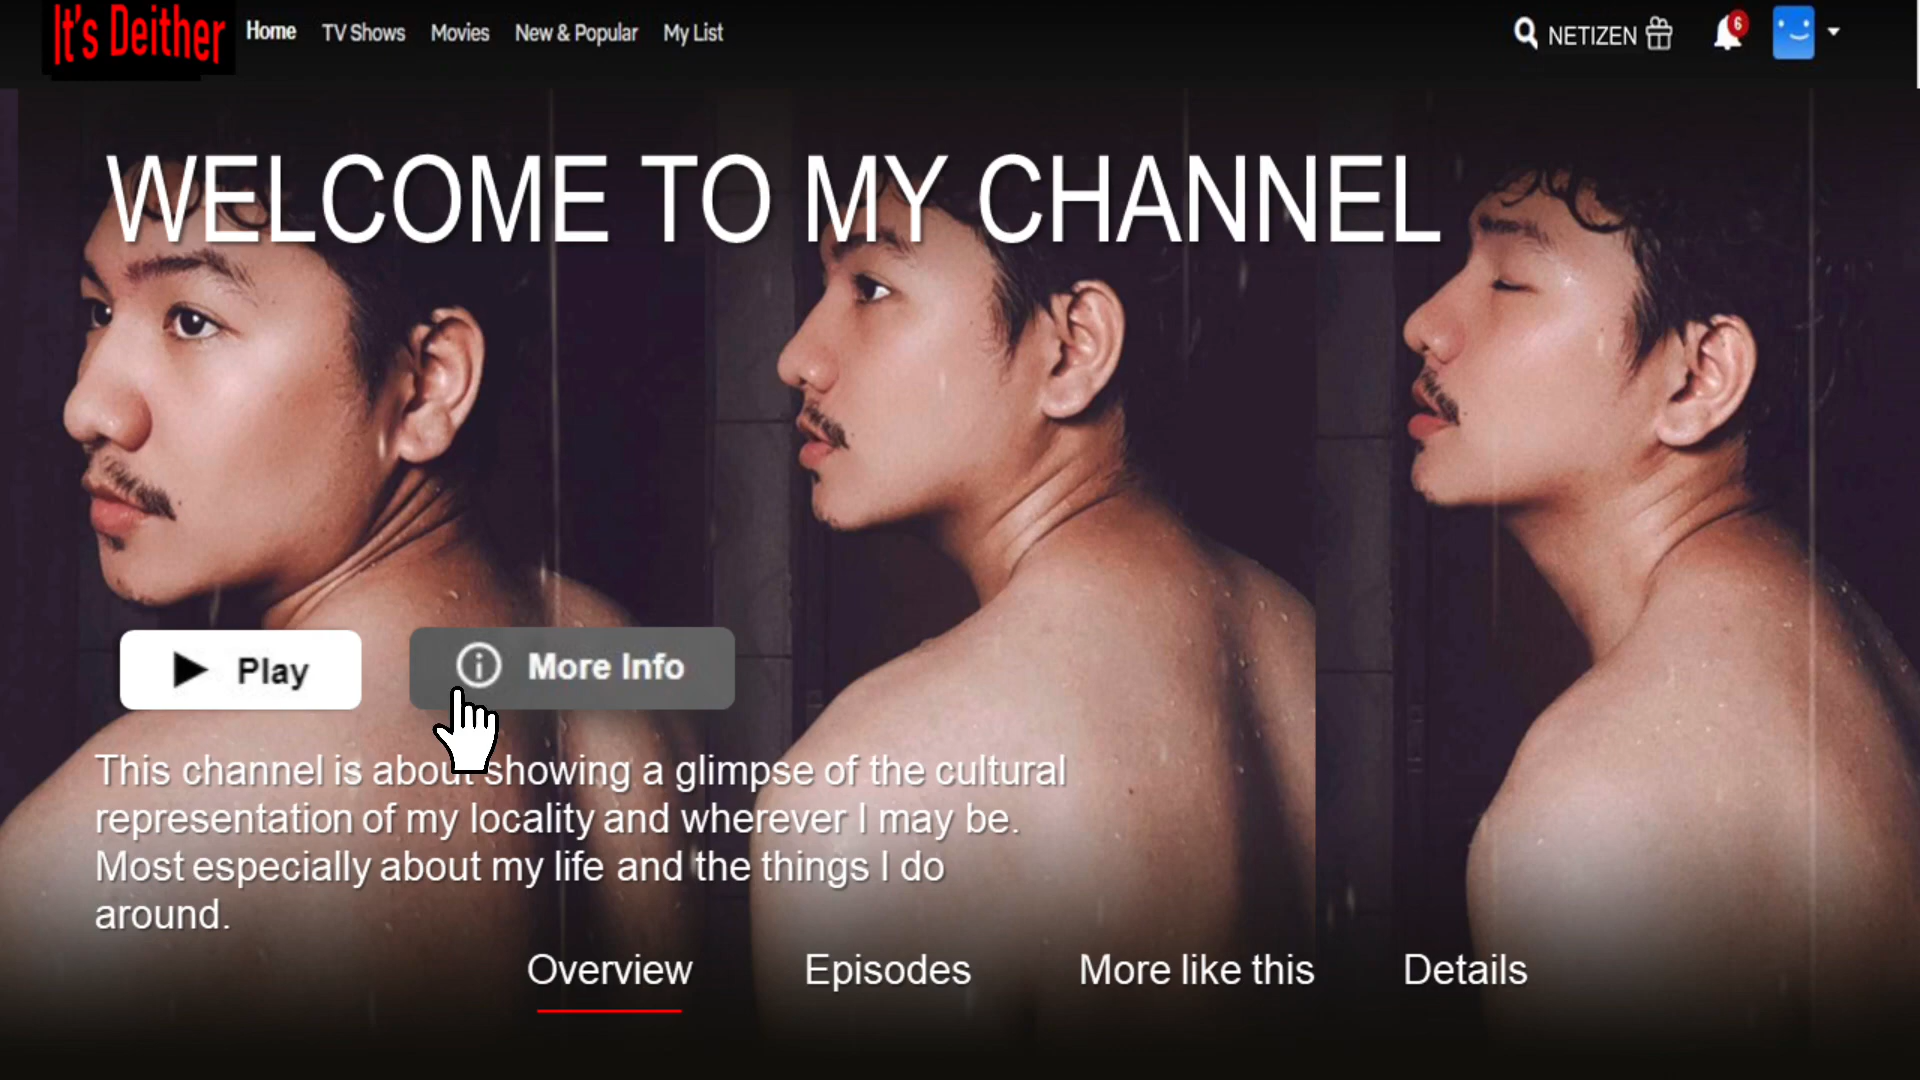 It's Deither
Home TV Shows Movies New & Popular My List
NETIZEN
6
WELCOME TO MY CHANNEL
Play
More Info
This channel is about showing a glimpse of the cultural
representation of my locality and wherever I may be.
Most especially about my life and the things I do
around.
Overview Episodes More like this Details